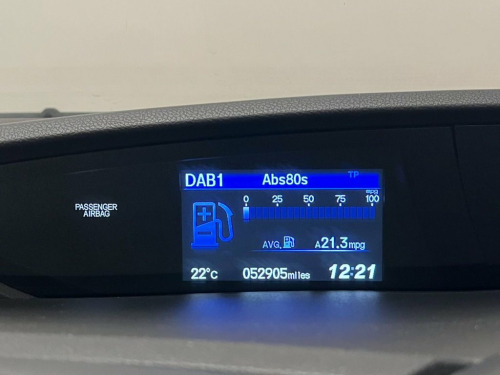 DAB1 Abs80s TP
mpg
0 25 50 75 100
PASSENGER
AIRBAG
AVG. A21.3mpg
22°c 052905miles 12:21